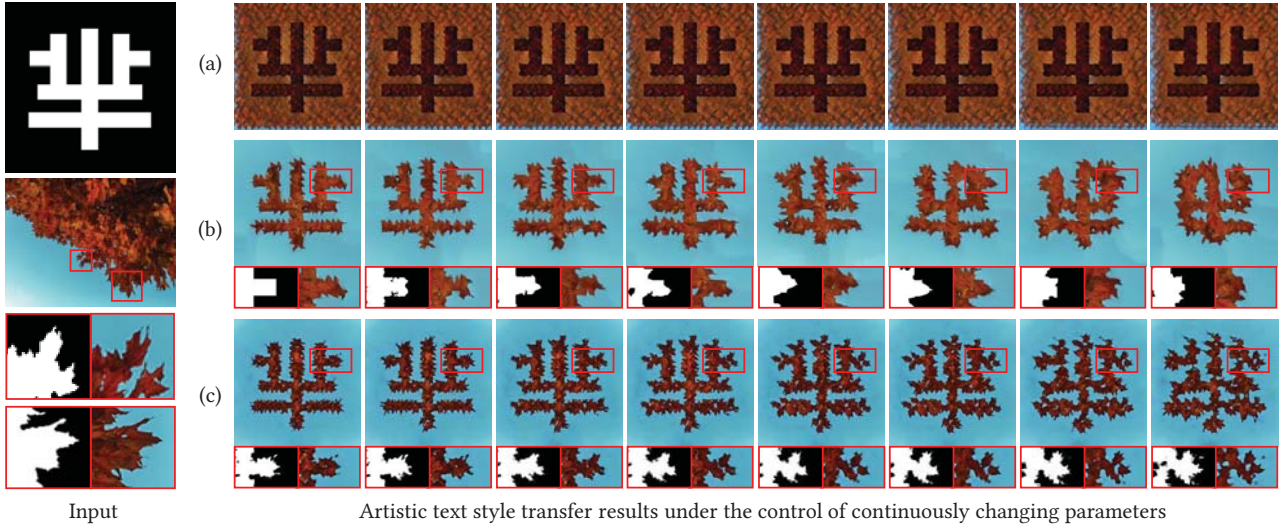 (a)
(b)
(c)
Input
Artistic text style transfer results under the control of continuously changing parameters